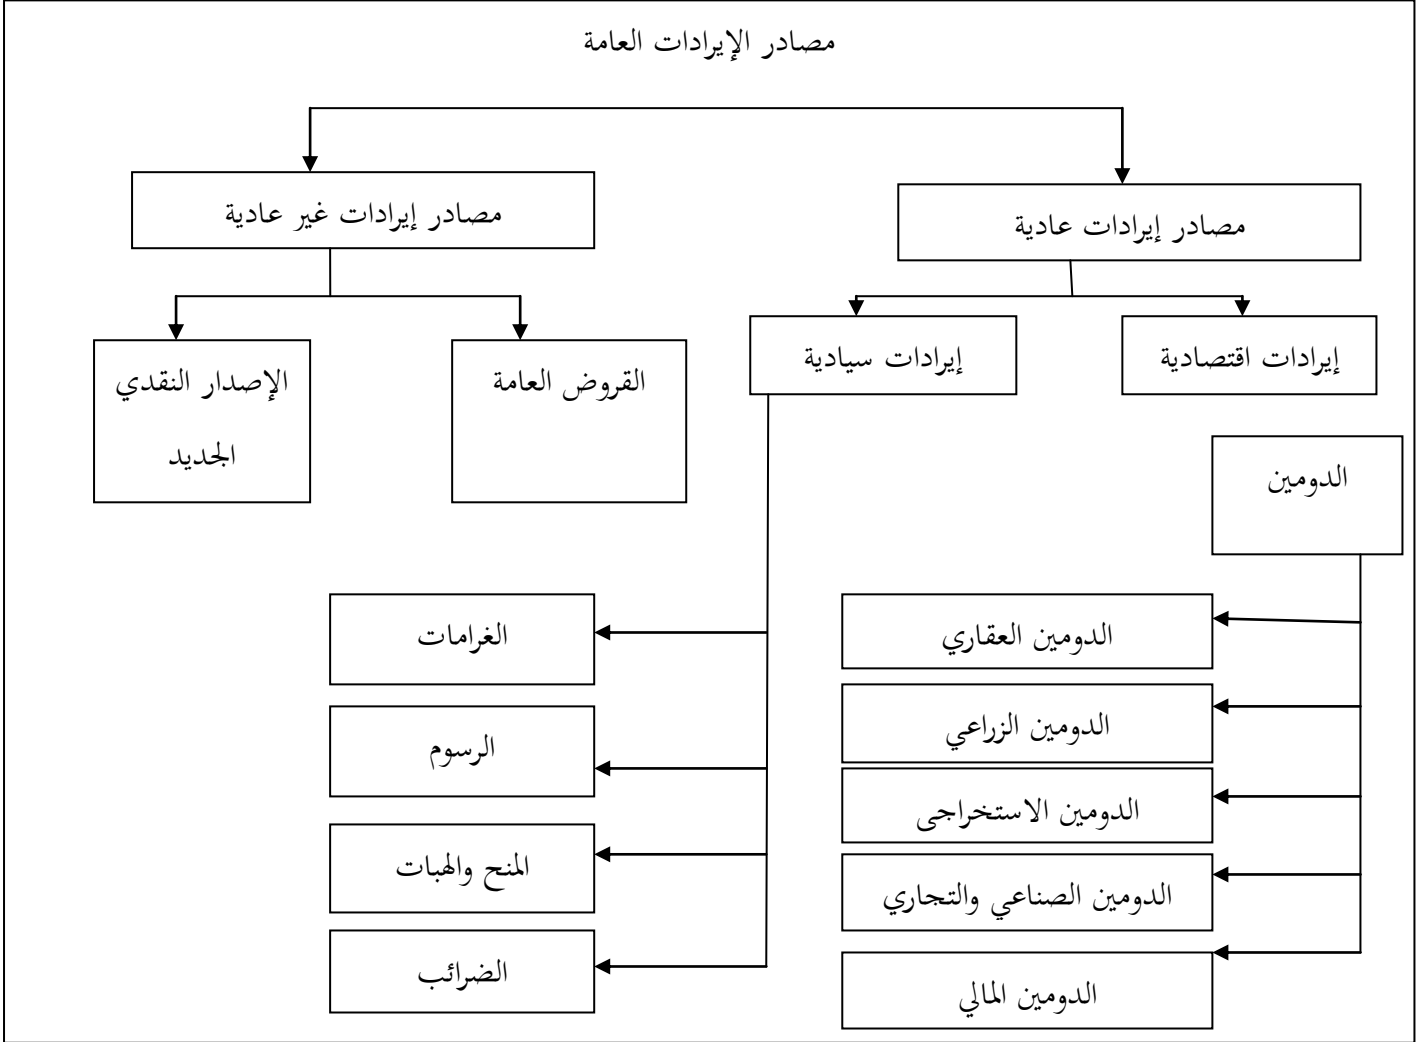 مصادر الإيرادات العامة
مصادر إيرادات عادية
مصادر إيرادات غير عادية
إيرادات اقتصادية
إيرادات سيادية
القروض العامة
الإصدار النقدي
الجديد
الدومين
الدومين العقاري
الدومين الزراعي
الدومين الاستخراجى
الدومين الصناعي والتجاري
الدومين المالي
الغرامات
الرسوم
المنح والهبات
الضرائب